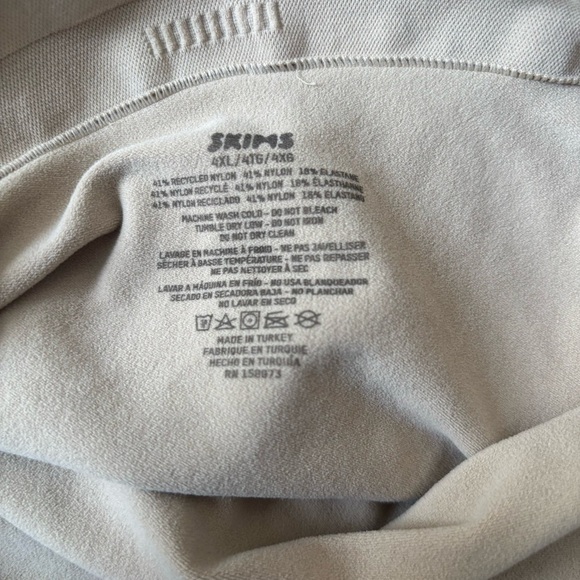 SKIMS
4XL/4TG/4XG
41% RECYCLED NYLON 41% NYLON 18% ELASTANE
41% NYLON RECYCLÉ 41% NYLON 18% ÉLASTHANNE
41% NYLON RECICLADO 41% NYLON 18% ELASTANE
MACHINE WASH COLD - DO NOT BLEACH
TUMBLE DRY LOW - DO NOT IRON
DO NOT DRY CLEAN
LAVAGE EN MACHINE À FROID - NE PAS JAVELLISER
SÉCHER À BASSE TEMPÉRATURE - NE PAS REPASSER
NE PAS NETTOYER À SEC
LAVAR A MÁQUINA EN FRÍO - NO USA BLANQUEADOR
SECADO EN SECADORA BAJA - NO PLANCHAR
NO LAVAR EN SECO
MADE IN TURKEY
FABRIQUE EN TURQUIE
HECHO EN TURQUÍA
RN 158973